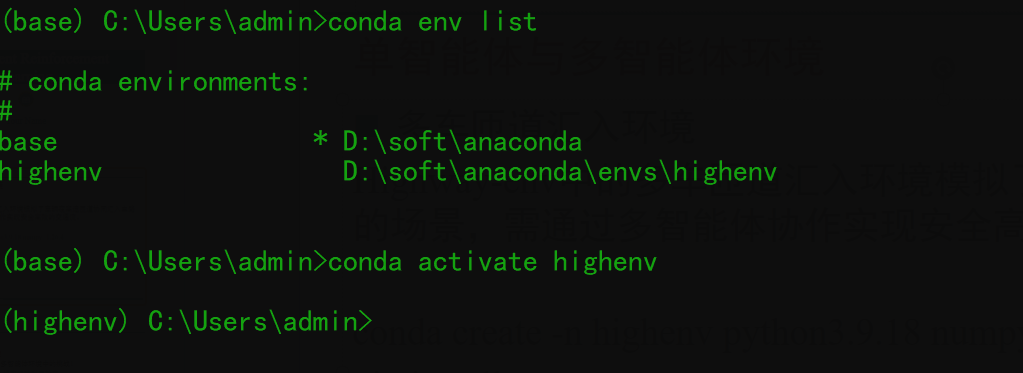 (base) C:\Users\admin>conda env list
# conda environments:
#
base * D:\soft\anaconda
highenv D:\soft\anaconda\envs\highenv
(base) C:\Users\admin>conda activate highenv
(highenv) C:\Users\admin>